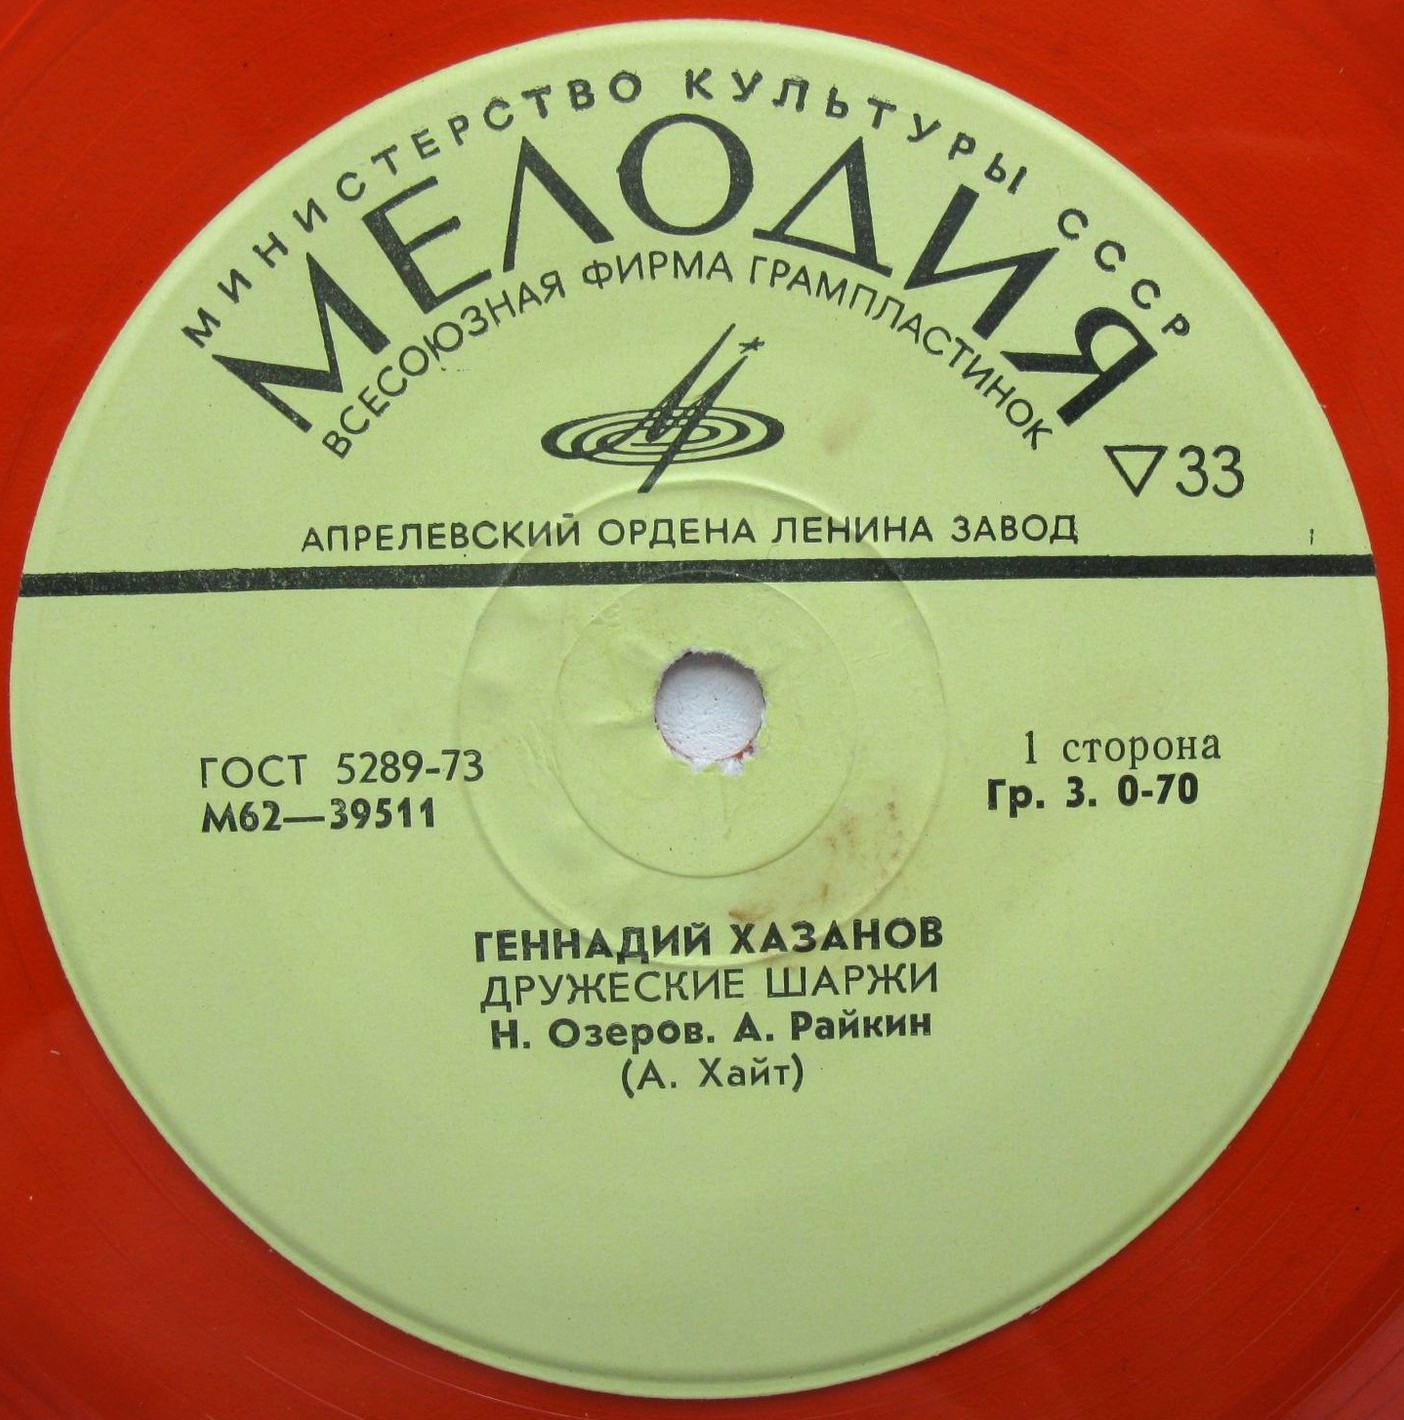 МИНИСТЕРСТВО КУЛЬТУРЫ СССР
МЕЛОДИЯ
ВСЕСОЮЗНАЯ ФИРМА ГРАМПЛАСТИНОК
▽33
АПРЕЛЕВСКИЙ ОРДЕНА ЛЕНИНА ЗАВОД
ГОСТ 5289-73
М62—39511
1 сторона
Гр. 3. 0-70
ГЕННАДИЙ ХАЗАНОВ
ДРУЖЕСКИЕ ШАРЖИ
Н. Озеров. А. Райкин
(А. Хайт)